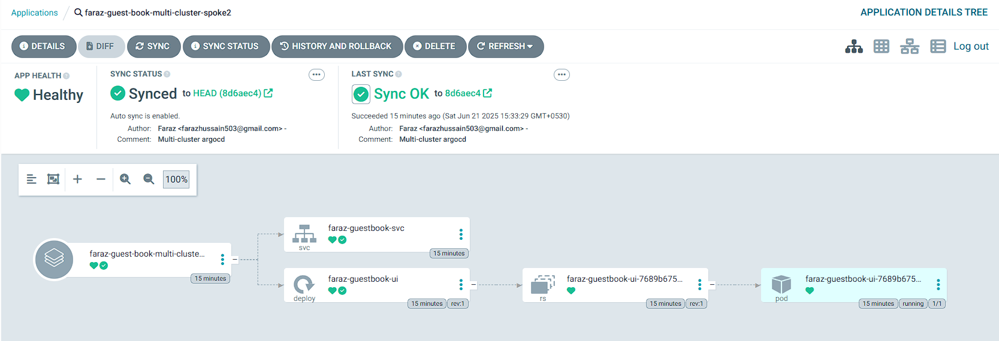 Applications / faraz-guest-book-multi-cluster-spoke2
APPLICATION DETAILS TREE
DETAILS DIFF SYNC SYNC STATUS HISTORY AND ROLLBACK DELETE REFRESH
Log out
APP HEALTH
Healthy
SYNC STATUS
Synced to HEAD (8d6aec4)
Auto sync is enabled.
Author: Faraz <farazhussain503@gmail.com> -
Comment: Multi-cluster argocd
LAST SYNC
Sync OK to 8d6aec4
Succeeded 15 minutes ago (Sat Jun 21 2025 15:33:29 GMT+0530)
Author: Faraz <farazhussain503@gmail.com> -
Comment: Multi-cluster argocd
100%
faraz-guest-book-multi-cluste...
15 minutes
faraz-guestbook-svc
svc
15 minutes
faraz-guestbook-ui
deploy
15 minutes rev:1
faraz-guestbook-ui-7689b675...
rs
15 minutes rev:1
faraz-guestbook-ui-7689b675...
pod
15 minutes running 1/1